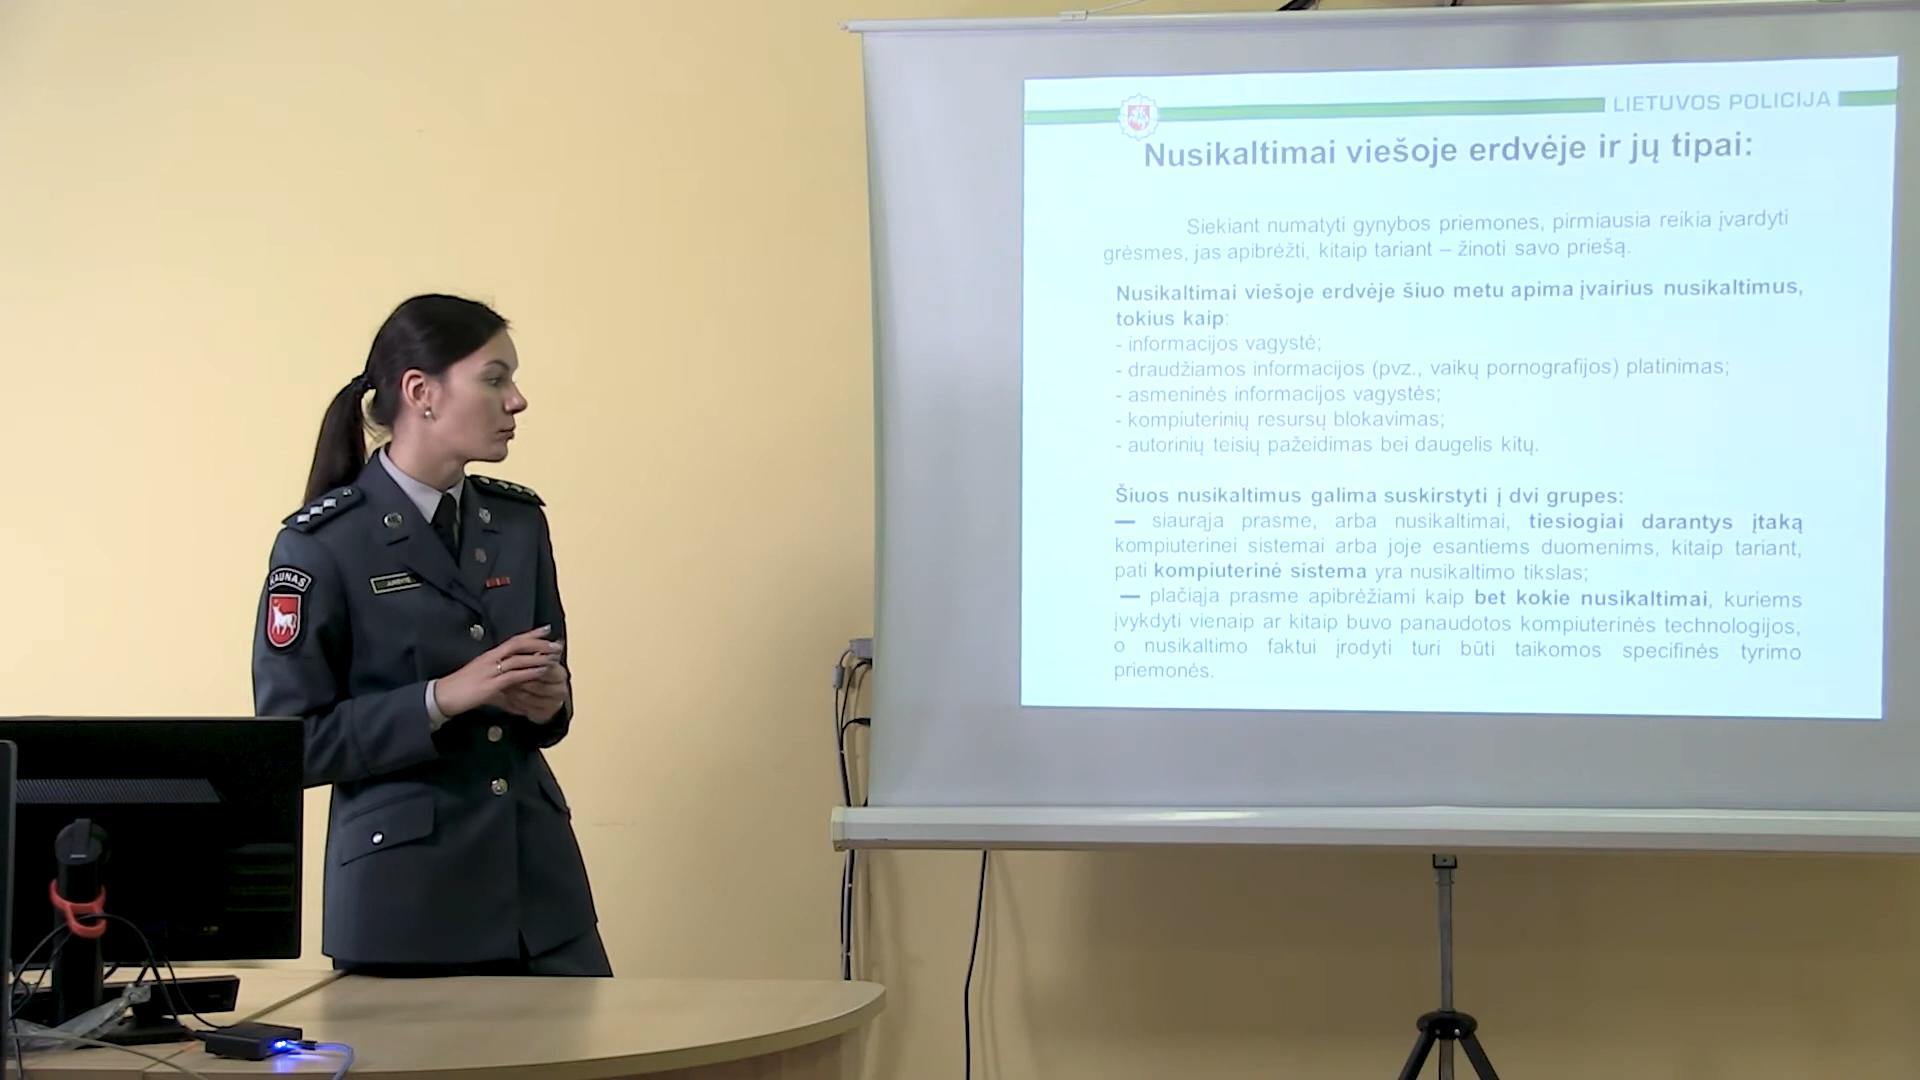 LIETUVOS POLICIJA
Nusikaltimai viešoje erdvėje ir jų tipai:
Siekiant numatyti gynybos priemones, pirmiausia reikia įvardyti
grėsmes, jas apibrėžti, kitaip tariant – žinoti savo priešą.
Nusikaltimai viešoje erdvėje šiuo metu apima įvairius nusikaltimus,
tokius kaip:
- informacijos vagystė;
- draudžiamos informacijos (pvz., vaikų pornografijos) platinimas;
- asmeninės informacijos vagystės;
- kompiuterinių resursų blokavimas;
- autorinių teisių pažeidimas bei daugelis kitų.
Šiuos nusikaltimus galima suskirstyti į dvi grupes:
— siaurąja prasme, arba nusikaltimai, tiesiogiai darantys įtaką
kompiuterinei sistemai arba joje esantiems duomenims, kitaip tariant,
pati kompiuterinė sistema yra nusikaltimo tikslas;
— plačiąja prasme apibrėžiami kaip bet kokie nusikaltimai, kuriems
įvykdyti vienaip ar kitaip buvo panaudotos kompiuterinės technologijos,
o nusikaltimo faktui įrodyti turi būti taikomos specifinės tyrimo
priemonės.
KAUNAS